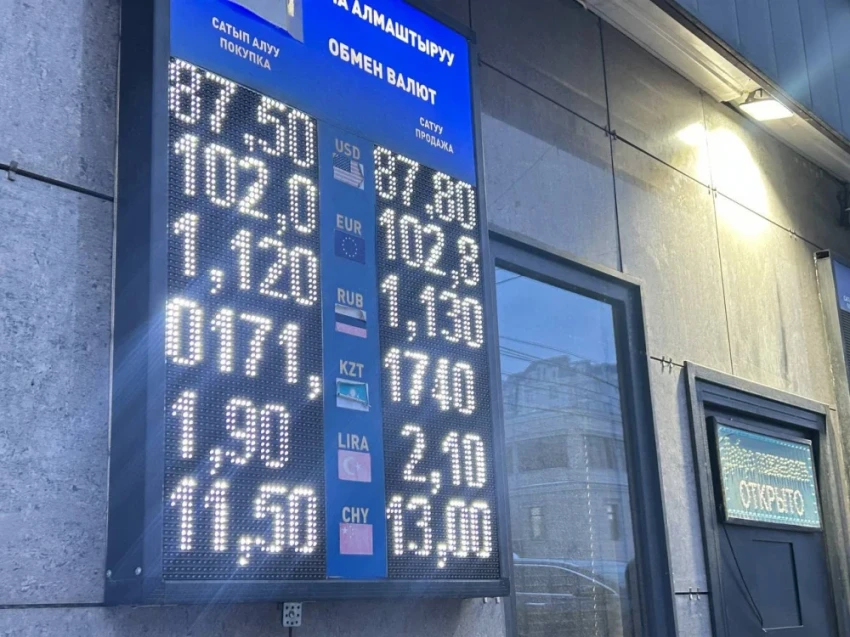 НА АЛМАШТЫРУУ
ОБМЕН ВАЛЮТ
САТЫП АЛУУ
ПОКУПКА
САТУУ
ПРОДАЖА
87,50 USD 87,80
102,0 EUR 102,8
1,120 RUB 1,130
0171, KZT 1740
1,90 LIRA 2,10
11,50 CHY 13,00
ОТКРЫТО